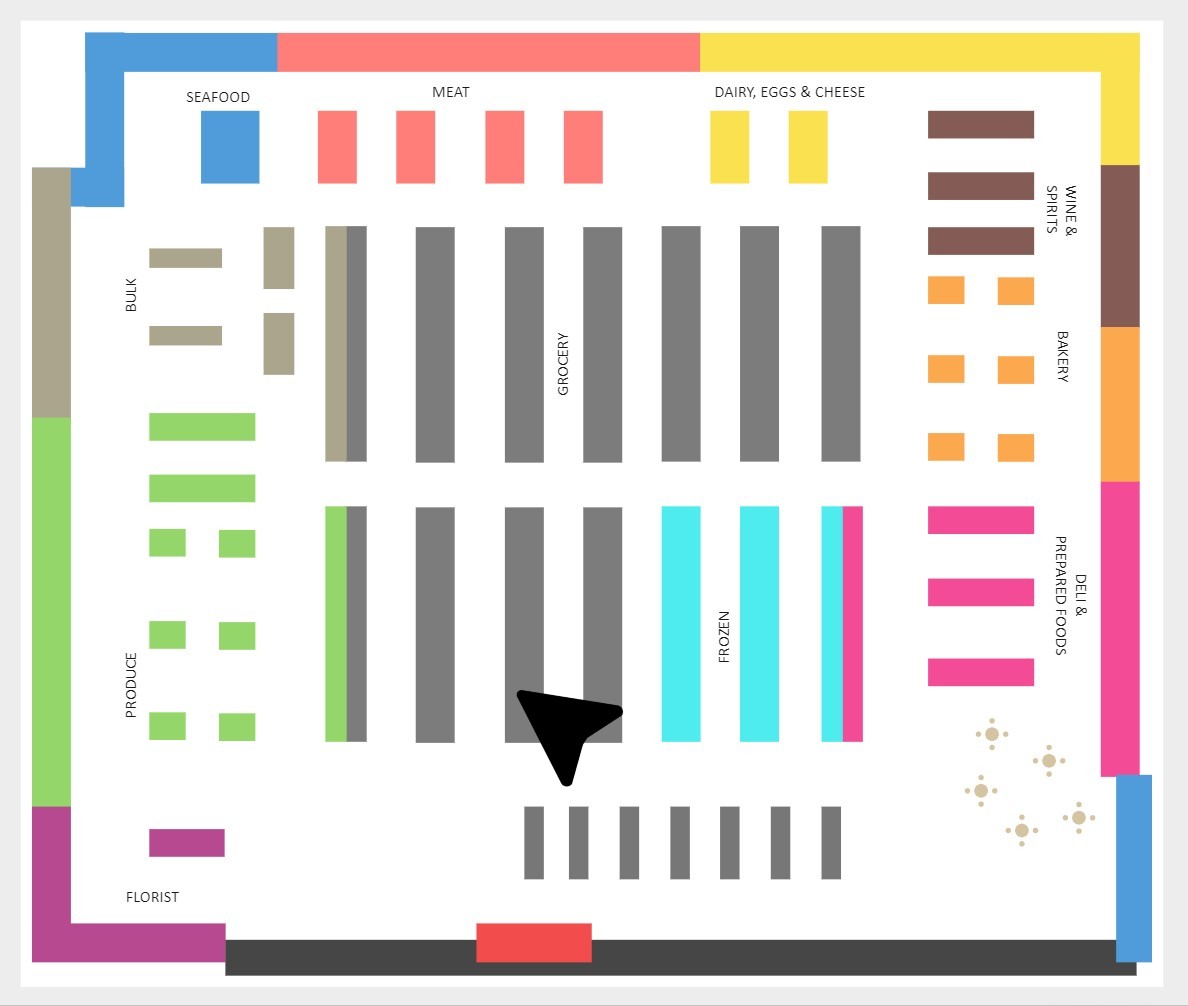 SEAFOOD
MEAT
DAIRY, EGGS & CHEESE
WINE &
SPIRITS
BULK
GROCERY
BAKERY
DELI &
PREPARED FOODS
FROZEN
PRODUCE
FLORIST